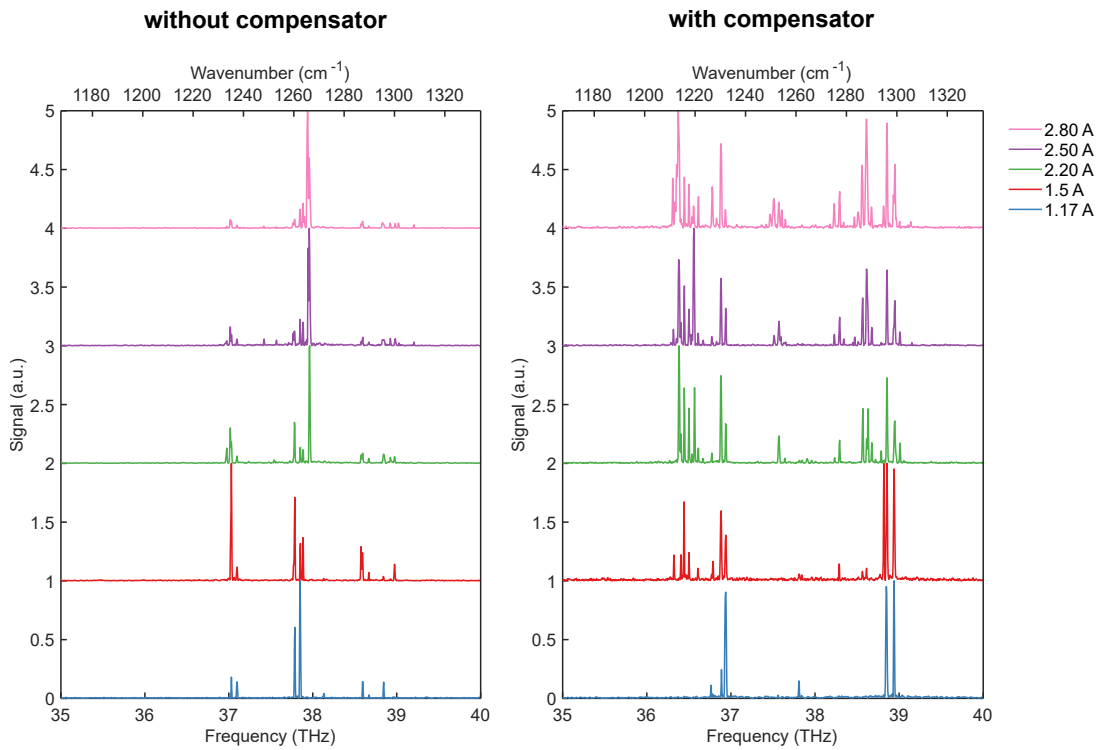 without compensator
with compensator
Wavenumber (cm⁻¹)
Wavenumber (cm⁻¹)
1180 1200 1220 1240 1260 1280 1300 1320
1180 1200 1220 1240 1260 1280 1300 1320
5
4.5
4
3.5
3
2.5
2
1.5
1
0.5
0
Signal (a.u.)
35 36 37 38 39 40
Frequency (THz)
5
4.5
4
3.5
3
2.5
2
1.5
1
0.5
0
Signal (a.u.)
35 36 37 38 39 40
Frequency (THz)
2.80 A
2.50 A
2.20 A
1.5 A
1.17 A